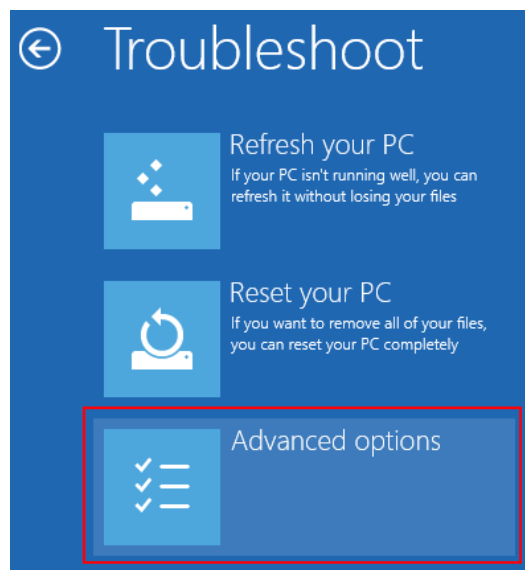 Troubleshoot
Refresh your PC
If your PC isn't running well, you can
refresh it without losing your files
Reset your PC
If you want to remove all of your files,
you can reset your PC completely
Advanced options